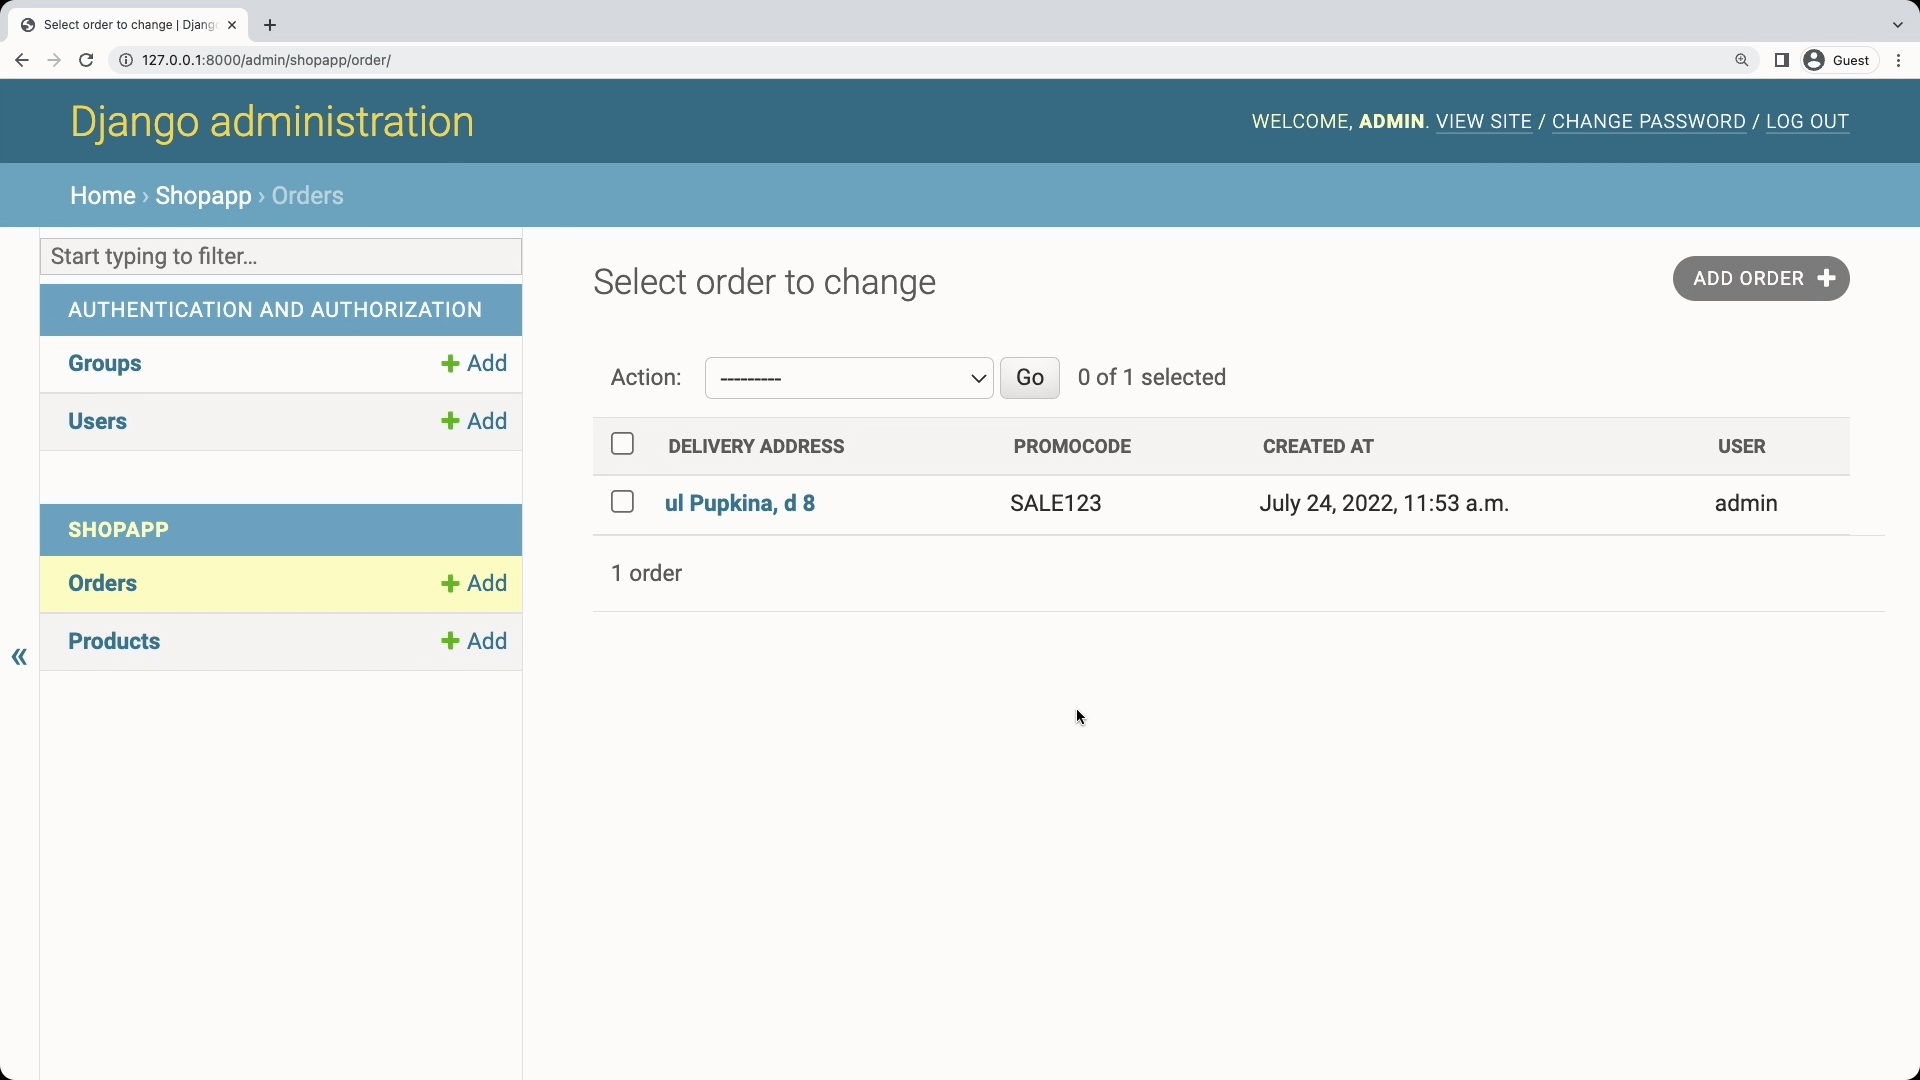 Select order to change | Djang
127.0.0.1:8000/admin/shopapp/order/
Guest
Django administration
WELCOME, ADMIN. VIEW SITE / CHANGE PASSWORD / LOG OUT
Home › Shopapp › Orders
Start typing to filter...
AUTHENTICATION AND AUTHORIZATION
Groups
Add
Users
Add
SHOPAPP
Orders
Add
Products
Add
«
Select order to change
ADD ORDER
Action:
---------
Go
0 of 1 selected
DELIVERY ADDRESS PROMOCODE CREATED AT USER
ul Pupkina, d 8 SALE123 July 24, 2022, 11:53 a.m. admin
1 order